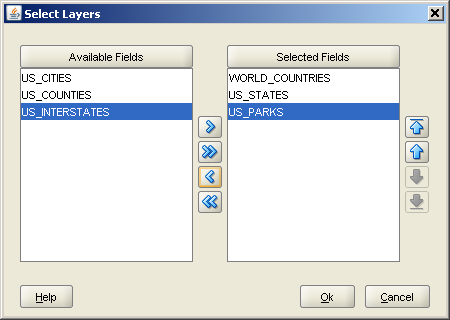 Select Layers
Available Fields
Selected Fields
US_CITIES
US_COUNTIES
US_INTERSTATES
WORLD_COUNTRIES
US_STATES
US_PARKS
Help
Ok
Cancel